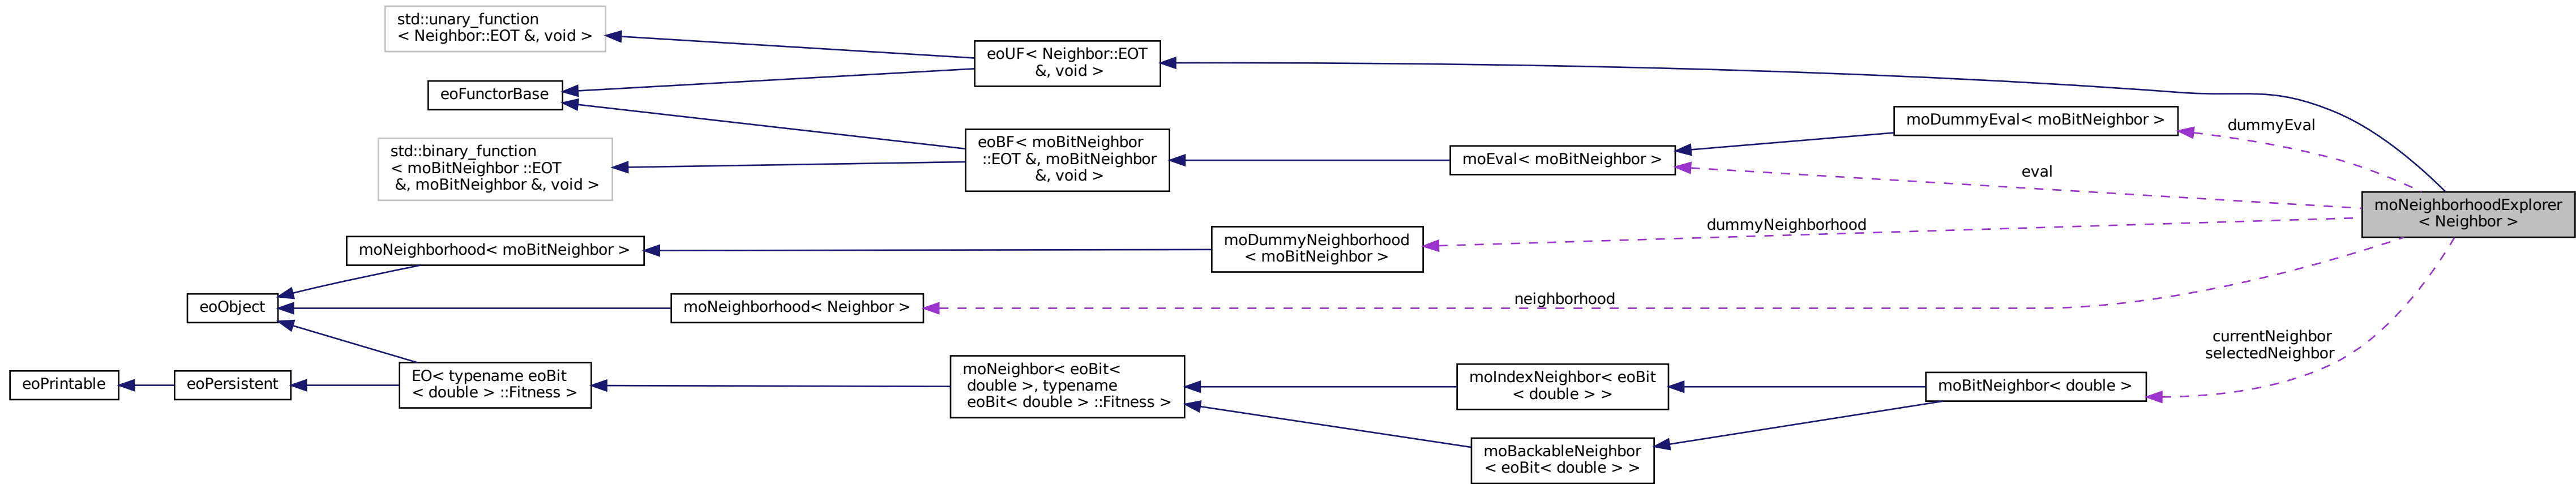 std::unary_function
< Neighbor::EOT &, void >
eoUF< Neighbor::EOT
&, void >
eoFunctorBase
moDummyEval< moBitNeighbor >
dummyEval
eoBF< moBitNeighbor
::EOT &, moBitNeighbor
&, void >
std::binary_function
< moBitNeighbor ::EOT
&, moBitNeighbor &, void >
moEval< moBitNeighbor >
eval
moNeighborhoodExplorer
< Neighbor >
dummyNeighborhood
moDummyNeighborhood
< moBitNeighbor >
moNeighborhood< moBitNeighbor >
eoObject
moNeighborhood< Neighbor >
neighborhood
currentNeighbor
selectedNeighbor
eoPrintable
eoPersistent
EO< typename eoBit
< double > ::Fitness >
moNeighbor< eoBit<
double >, typename
eoBit< double > ::Fitness >
moIndexNeighbor< eoBit
< double > >
moBitNeighbor< double >
moBackableNeighbor
< eoBit< double > >